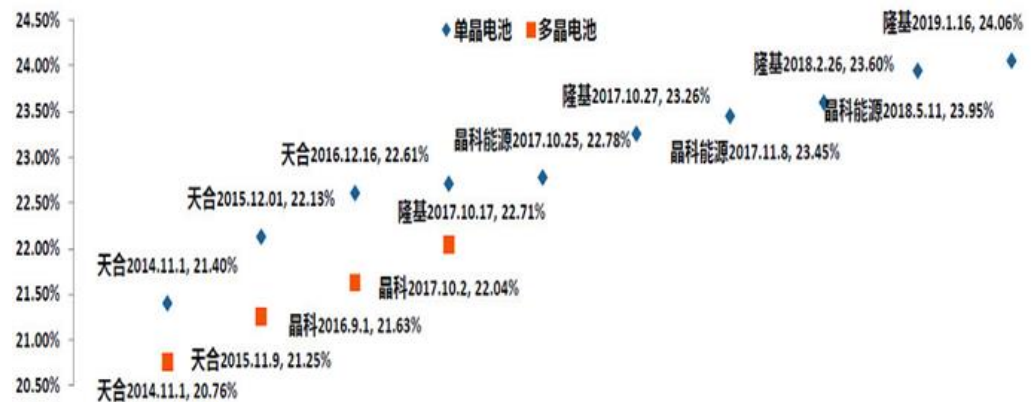 24.50%
24.00%
23.50%
23.00%
22.50%
22.00%
21.50%
21.00%
20.50%
单晶电池 多晶电池
隆基2019.1.16, 24.06%
隆基2018.2.26, 23.60%
隆基2017.10.27, 23.26%
晶科能源2018.5.11, 23.95%
晶科能源2017.10.25, 22.78%
天合2016.12.16, 22.61%
晶科能源2017.11.8, 23.45%
天合2015.12.01, 22.13%
隆基2017.10.17, 22.71%
天合2014.11.1, 21.40%
晶科2017.10.2, 22.04%
晶科2016.9.1, 21.63%
天合2015.11.9, 21.25%
天合2014.11.1, 20.76%